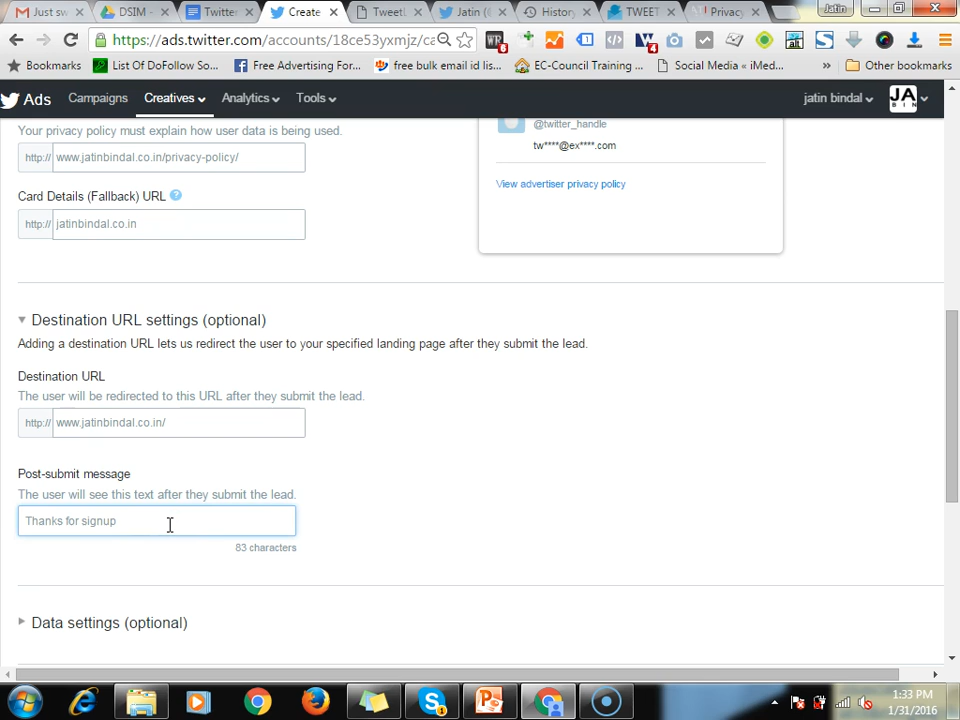 Just sw
DSIM -
Twitter
Create
TweetL
Jatin (
History
TWEET
Privac
Jatin
https://ads.twitter.com/accounts/18ce53yxmjz/ca
Bookmarks
List Of DoFollow So...
Free Advertising For...
free bulk email id lis...
EC-Council Training ...
Social Media « iMed...
»
Other bookmarks
Ads
Campaigns
Creatives
Analytics
Tools
jatin bindal
JA
BIN
Your privacy policy must explain how user data is being used.
http:// www.jatinbindal.co.in/privacy-policy/
Card Details (Fallback) URL ?
http:// jatinbindal.co.in
@twitter_handle
tw****@ex****.com
View advertiser privacy policy
Destination URL settings (optional)
Adding a destination URL lets us redirect the user to your specified landing page after they submit the lead.
Destination URL
The user will be redirected to this URL after they submit the lead.
http:// www.jatinbindal.co.in/
Post-submit message
The user will see this text after they submit the lead.
Thanks for signup
83 characters
Data settings (optional)
1:33 PM
1/31/2016